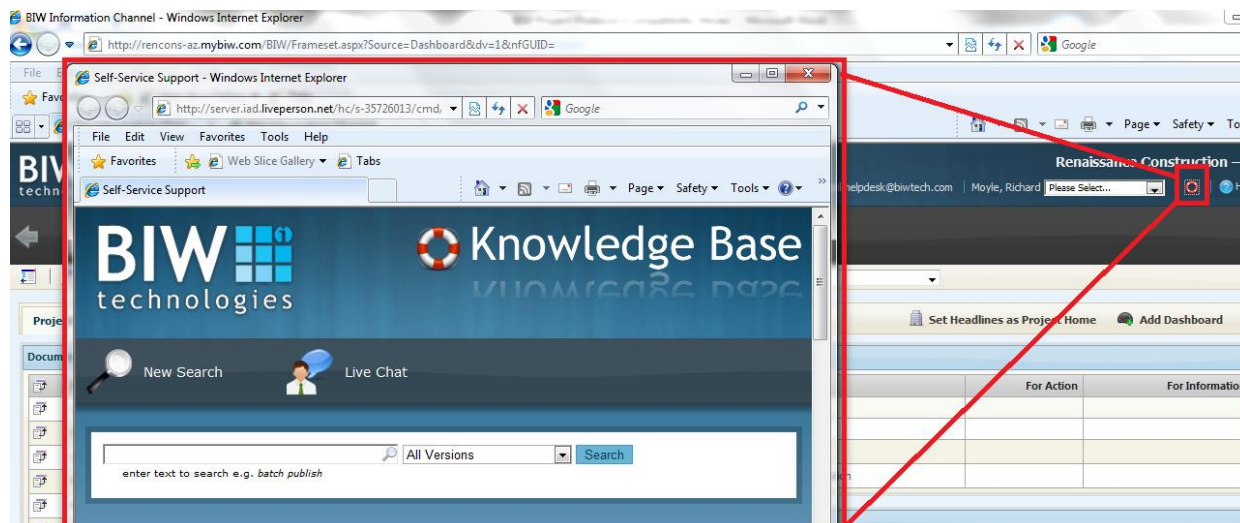 BIW Information Channel - Windows Internet Explorer
http://rencons-az.mybiw.com/BIW/Frameset.aspx?Source=Dashboard&dv=1&nfGUID=
Google
File
Self-Service Support - Windows Internet Explorer
http://server.iad.liveperson.net/hc/s-35726013/cmd,
Google
File Edit View Favorites Tools Help
Favorites Web Slice Gallery Tabs
Self-Service Support
Page Safety Tools
Page Safety
Renaissance Construction –
helpdesk@biwtech.com | Moyle, Richard Please Select...
BIW
technologies
Knowledge Base
New Search Live Chat
Set Headlines as Project Home Add Dashboard
For Action For Informatio
All Versions Search
enter text to search e.g. batch publish